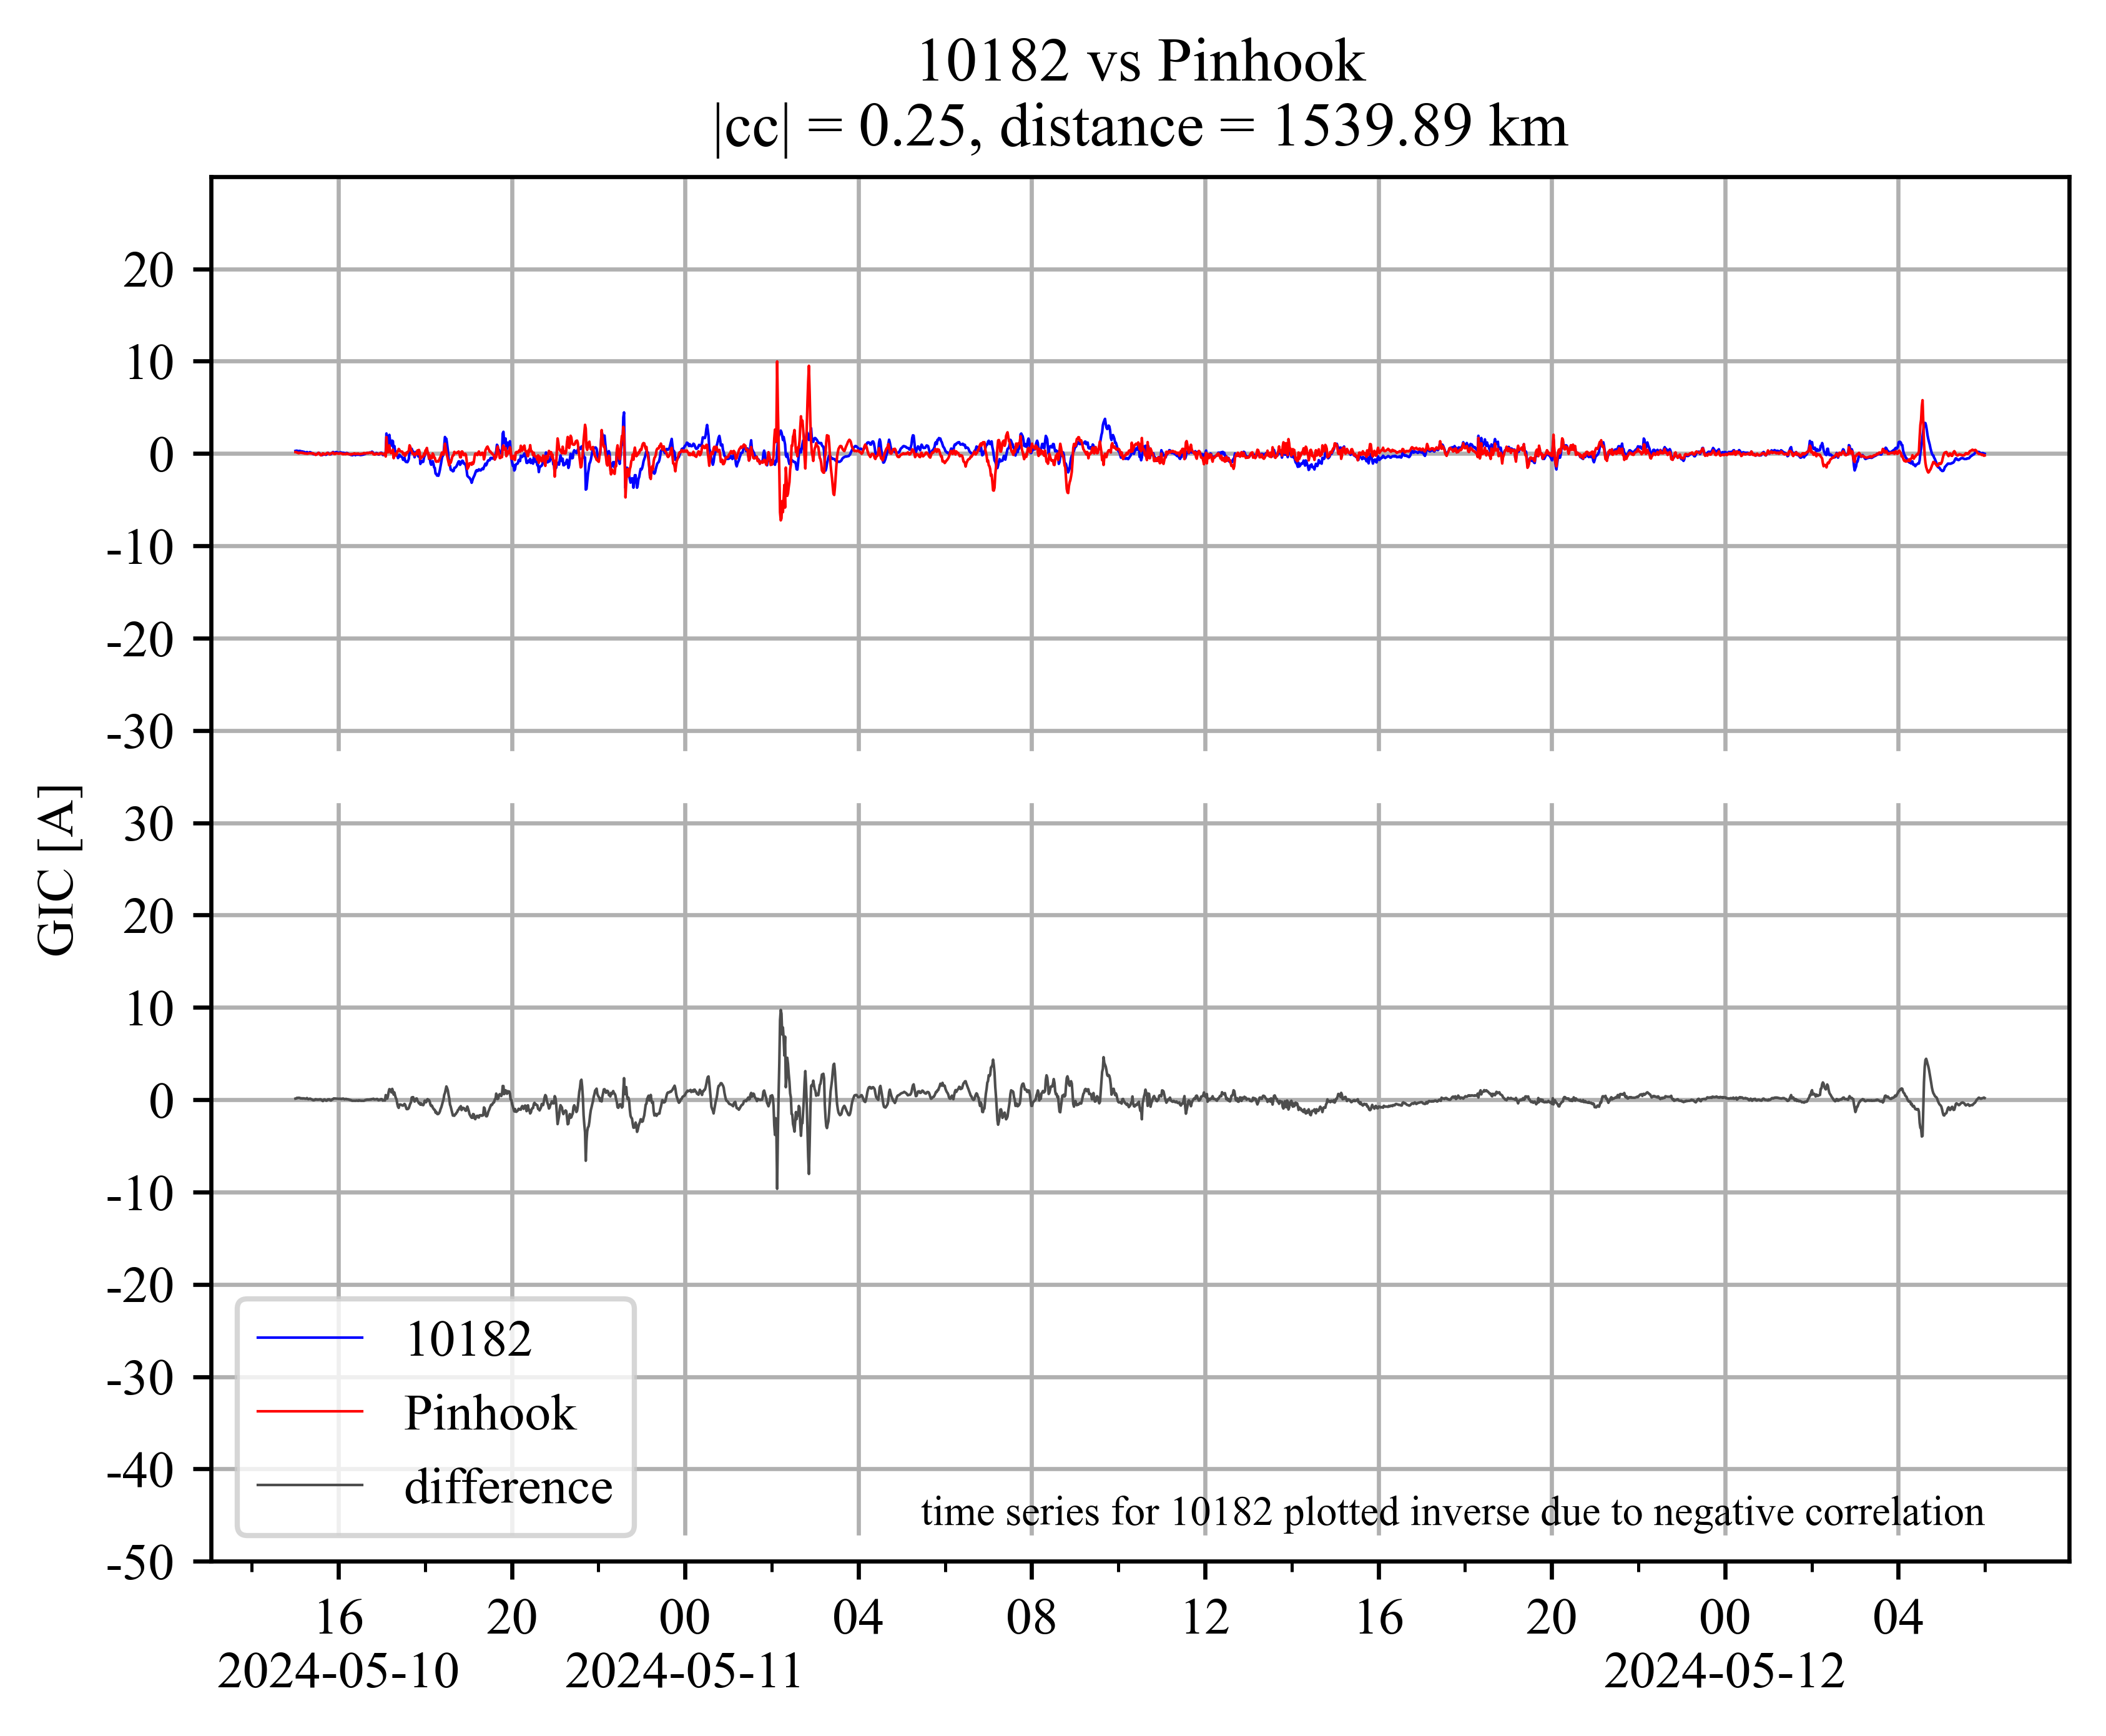 10182 vs Pinhook
|cc| = 0.25, distance = 1539.89 km
GIC [A]
20
10
0
-10
-20
-30
30
20
10
0
-10
-20
-30
-40
-50
10182
Pinhook
difference
time series for 10182 plotted inverse due to negative correlation
16 20 00 04 08 12 16 20 00 04
2024-05-10 2024-05-11 2024-05-12